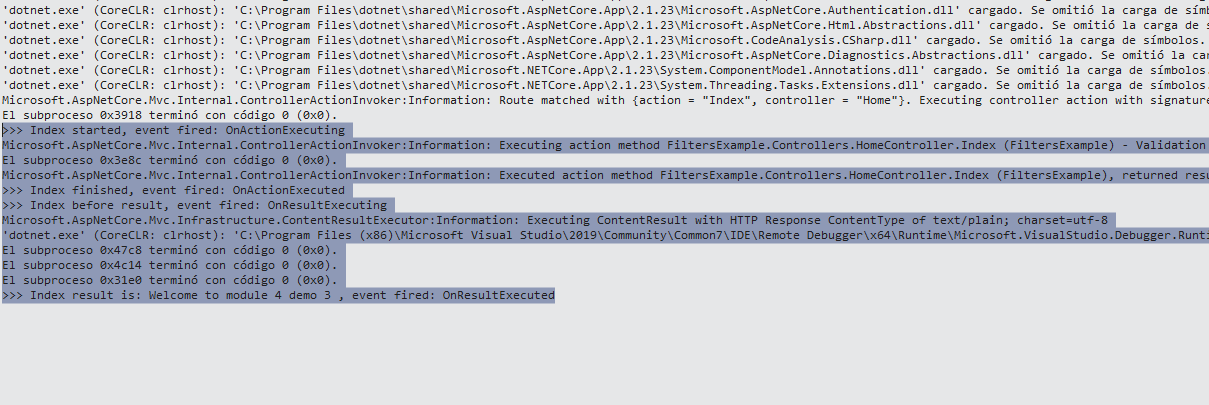 'dotnet.exe' (CoreCLR: clrhost): 'C:\Program Files\dotnet\shared\Microsoft.AspNetCore.App\2.1.23\Microsoft.AspNetCore.Authentication.dll' cargado. Se omitió la carga de
'dotnet.exe' (CoreCLR: clrhost): 'C:\Program Files\dotnet\shared\Microsoft.AspNetCore.App\2.1.23\Microsoft.AspNetCore.Html.Abstractions.dll' cargado. Se omitió la carga de
'dotnet.exe' (CoreCLR: clrhost): 'C:\Program Files\dotnet\shared\Microsoft.AspNetCore.App\2.1.23\Microsoft.CodeAnalysis.CSharp.dll' cargado. Se omitió la carga de símbolos.
'dotnet.exe' (CoreCLR: clrhost): 'C:\Program Files\dotnet\shared\Microsoft.AspNetCore.App\2.1.23\Microsoft.AspNetCore.Diagnostics.Abstractions.dll' cargado. Se omitió la
'dotnet.exe' (CoreCLR: clrhost): 'C:\Program Files\dotnet\shared\Microsoft.NETCore.App\2.1.23\System.ComponentModel.Annotations.dll' cargado. Se omitió la carga de símbolos.
'dotnet.exe' (CoreCLR: clrhost): 'C:\Program Files\dotnet\shared\Microsoft.NETCore.App\2.1.23\System.Threading.Tasks.Extensions.dll' cargado. Se omitió la carga de símbolos.
Microsoft.AspNetCore.Mvc.Internal.ControllerActionInvoker:Information: Route matched with {action = "Index", controller = "Home"}. Executing controller action with signature
El subproceso 0x3918 terminó con código 0 (0x0).
>>> Index started, event fired: OnActionExecuting
Microsoft.AspNetCore.Mvc.Internal.ControllerActionInvoker:Information: Executing action method FiltersExample.Controllers.HomeController.Index (FiltersExample) - Validation
El subproceso 0x3e8c terminó con código 0 (0x0).
Microsoft.AspNetCore.Mvc.Internal.ControllerActionInvoker:Information: Executed action method FiltersExample.Controllers.HomeController.Index (FiltersExample), returned
>>> Index finished, event fired: OnActionExecuted
>>> Index before result, event fired: OnResultExecuting
Microsoft.AspNetCore.Mvc.Infrastructure.ContentResultExecutor:Information: Executing ContentResult with HTTP Response ContentType of text/plain; charset=utf-8
'dotnet.exe' (CoreCLR: clrhost): 'C:\Program Files (x86)\Microsoft Visual Studio\2019\Community\Common7\IDE\Remote Debugger\x64\Runtime\Microsoft.VisualStudio.Debugger.
El subproceso 0x47c8 terminó con código 0 (0x0).
El subproceso 0x4c14 terminó con código 0 (0x0).
El subproceso 0x31e0 terminó con código 0 (0x0).
>>> Index result is: Welcome to module 4 demo 3 , event fired: OnResultExecuted